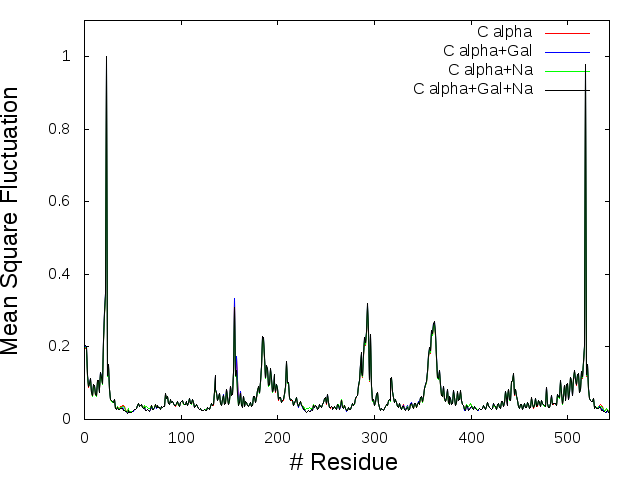 C alpha
C alpha+Gal
C alpha+Na
C alpha+Gal+Na
Mean Square Fluctuation
1
0.8
0.6
0.4
0.2
0
0 100 200 300 400 500
# Residue